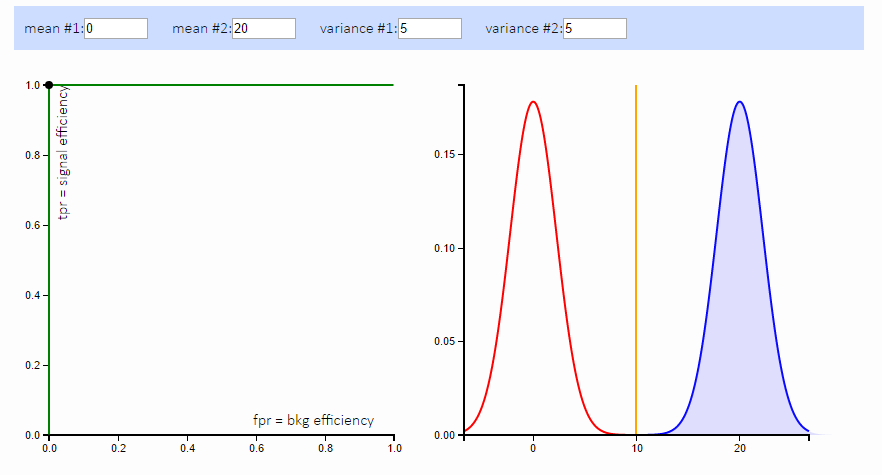 mean #1: 0 mean #2: 20 variance #1: 5 variance #2: 5
1.0
0.8
0.6
0.4
0.2
0.0
tpr = signal efficiency
fpr = bkg efficiency
0.0 0.2 0.4 0.6 0.8 1.0
0.15
0.10
0.05
0.00
0 10 20